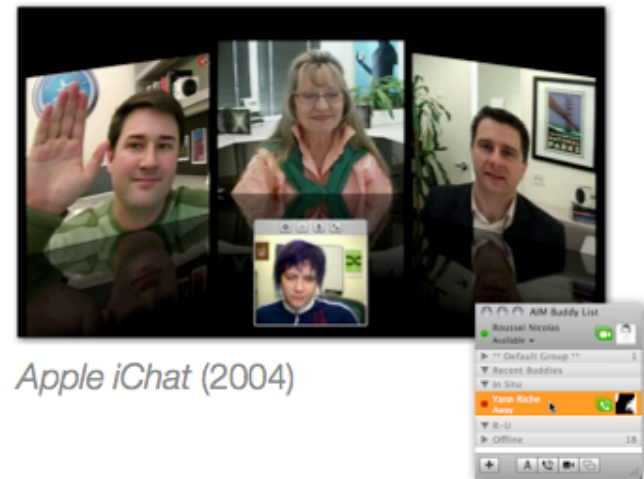 AIM Buddy List
Roussel Nicolas
Available
** Default Group ** 1
Recent Buddies
In Situ
Yann Riche
Away
R-U
Offline 18
A
Apple iChat (2004)